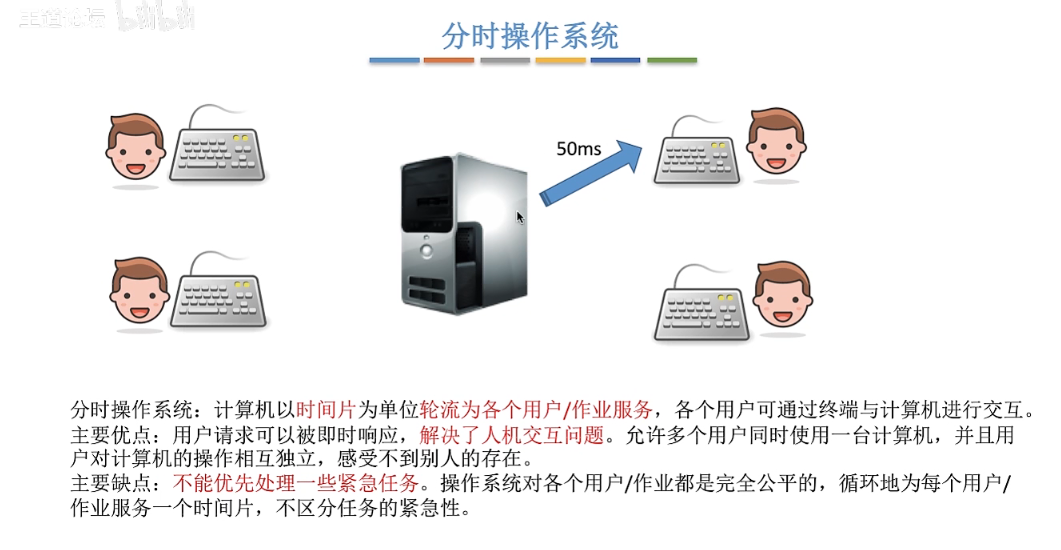 bilibili
分时操作系统
50ms
分时操作系统：计算机以时间片为单位轮流为各个用户/作业服务，各个用户可通过终端与计算机进行交互。
主要优点：用户请求可以被即时响应，解决了人机交互问题。允许多个用户同时使用一台计算机，并且用
户对计算机的操作相互独立，感受不到别人的存在。
主要缺点：不能优先处理一些紧急任务。操作系统对各个用户/作业都是完全公平的，循环地为每个用户/
作业服务一个时间片，不区分任务的紧急性。